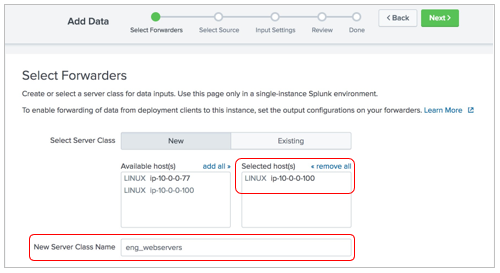 Add Data
Select Forwarders
Select Source
Input Settings
Review
Done
< Back
Next >
Select Forwarders
Create or select a server class for data inputs. Use this page only in a single-instance Splunk environment.
To enable forwarding of data from deployment clients to this instance, set the output configurations on your forwarders. Learn More
Select Server Class
New
Existing
Available host(s)
add all »
Selected host(s)
« remove all
LINUX ip-10-0-0-77
LINUX ip-10-0-0-100
LINUX ip-10-0-0-100
New Server Class Name
eng_webservers